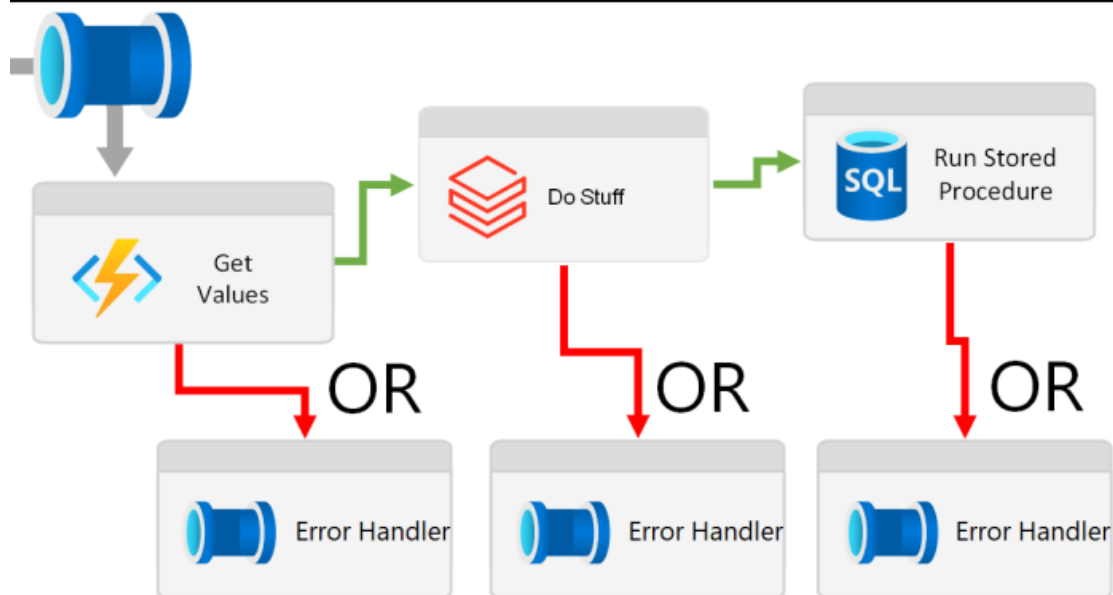 Get
Values
Do Stuff
SQL
Run Stored
Procedure
OR
OR
OR
Error Handler
Error Handler
Error Handler